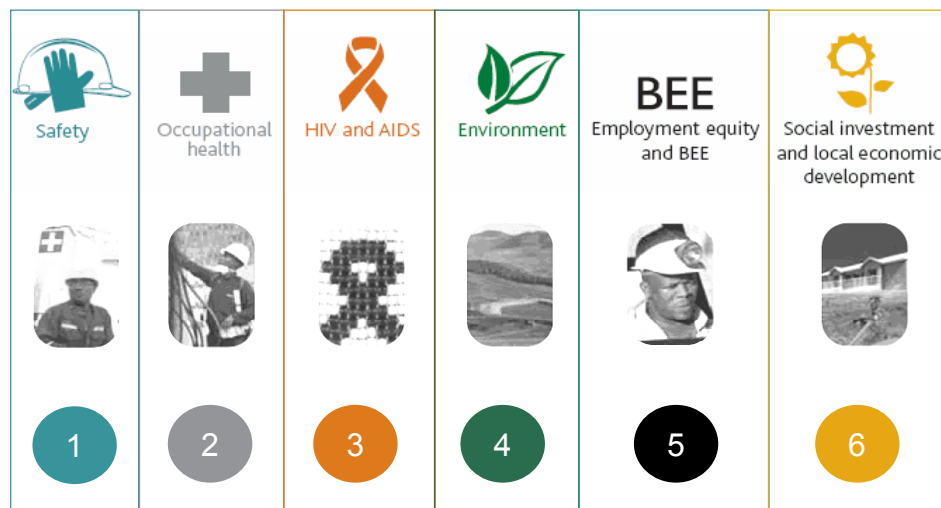 Safety
Occupational
health
HIV and AIDS
Environment
BEE
Employment equity
and BEE
Social investment
and local economic
development
1
2
3
4
5
6